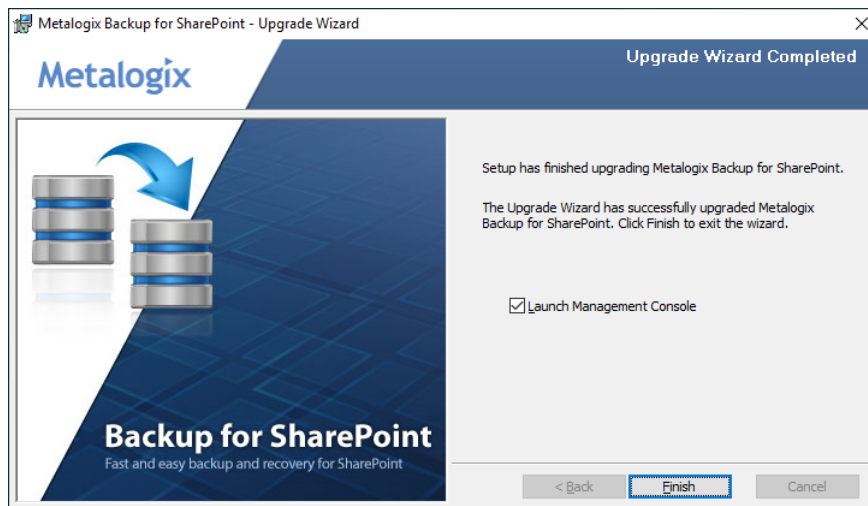 Metalogix Backup for SharePoint - Upgrade Wizard
Upgrade Wizard Completed
Metalogix
Setup has finished upgrading Metalogix Backup for SharePoint.
The Upgrade Wizard has successfully upgraded Metalogix
Backup for SharePoint. Click Finish to exit the wizard.
Launch Management Console
Backup for SharePoint
Fast and easy backup and recovery for SharePoint
< Back
Finish
Cancel